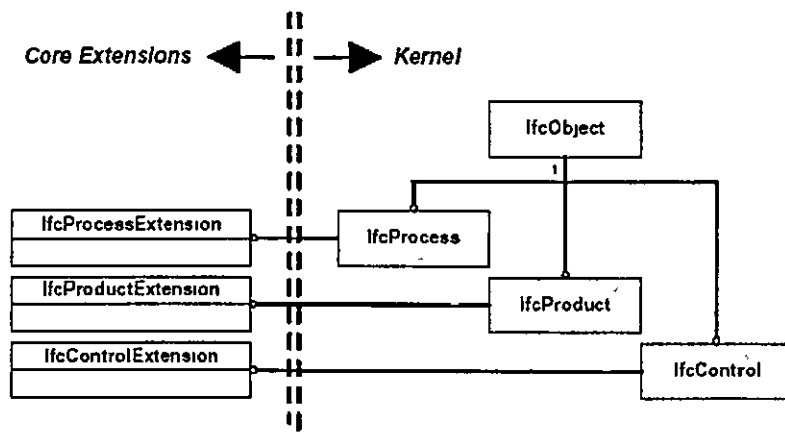 Core Extensions
Kernel
IfcObject
1
IfcProcessExtension
IfcProcess
IfcProductExtension
IfcProduct
IfcControlExtension
IfcControl